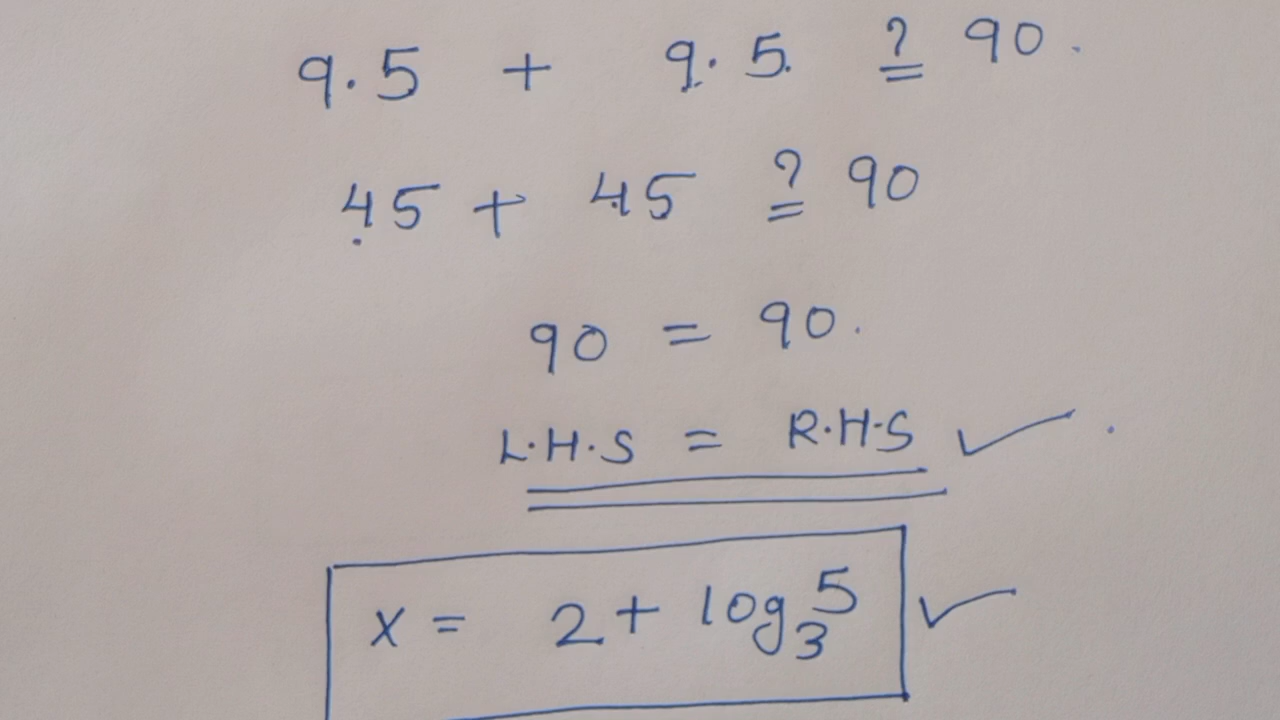 9.5 + 9.5. ?= 90.
45 + 45 ?= 90
90 = 90.
L.H.S = R.H.S ✓.
x = 2 + log₃5 ✓